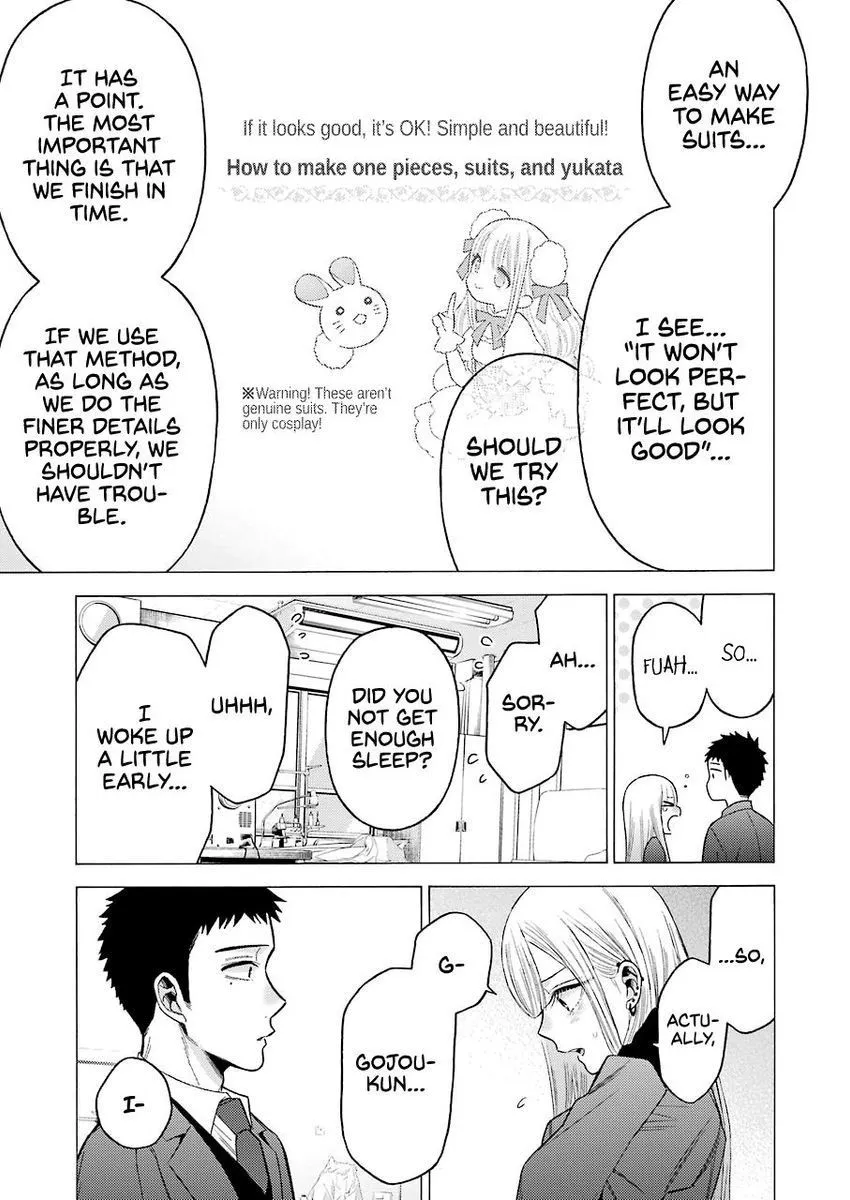 AN
EASY WAY
TO MAKE
SUITS...
I SEE...
"IT WON'T
LOOK PER-
FECT, BUT
IT'LL LOOK
GOOD"...
If it looks good, it's OK! Simple and beautiful!
How to make one pieces, suits, and yukata
※Warning! These aren't
genuine suits. They're
only cosplay!
SHOULD
WE TRY
THIS?
IT HAS
A POINT.
THE MOST
IMPORTANT
THING IS THAT
WE FINISH IN
TIME.
IF WE USE
THAT METHOD,
AS LONG AS
WE DO THE
FINER DETAILS
PROPERLY, WE
SHOULDN'T
HAVE TROU-
BLE.
SO...
FUAH...
AH...
SOR-
RY.
DID YOU
NOT GET
ENOUGH
SLEEP?
UHHH,
I
WOKE UP
A LITTLE
EARLY...
...SO,
ACTU-
ALLY,
G-
GOJOU-
KUN...
I-